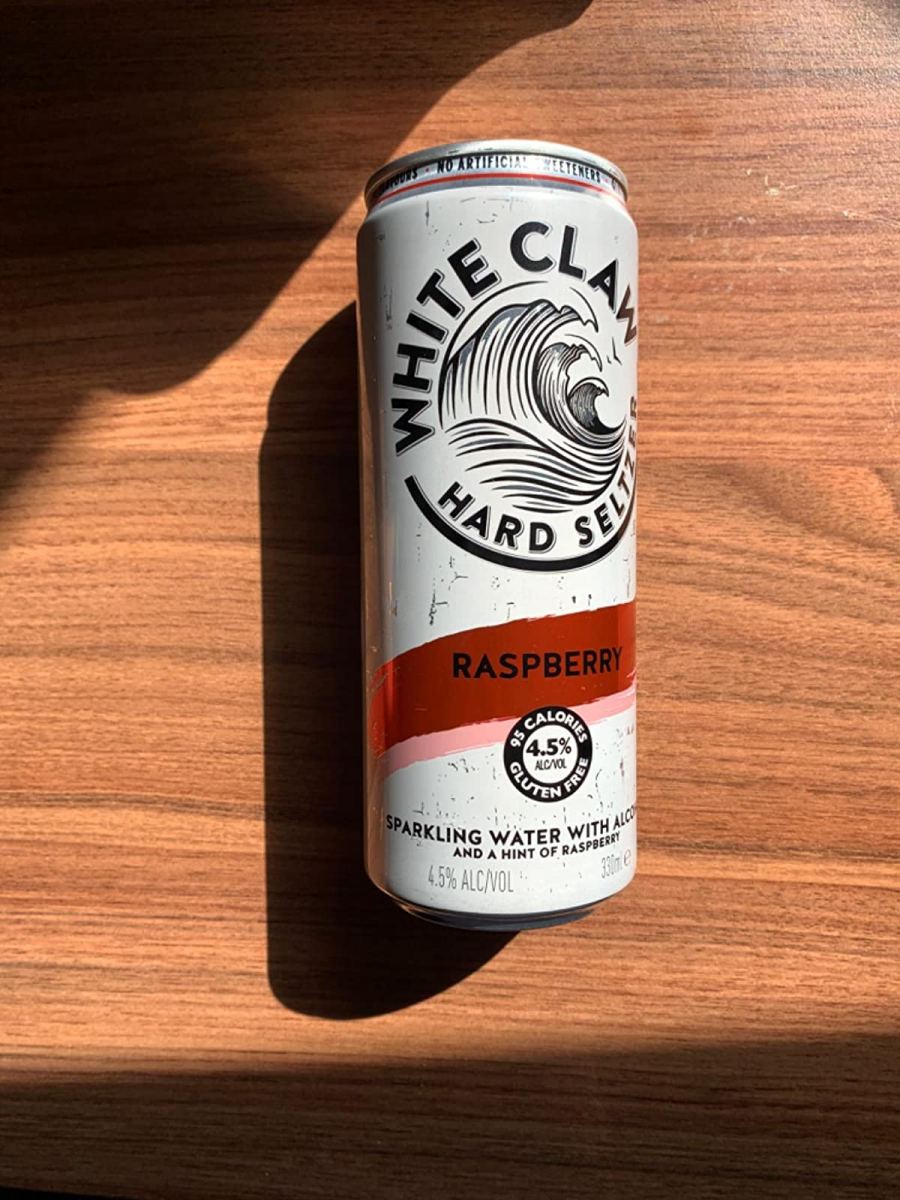 NO ARTIFICIAL SWEETENERS
WHITE CLAW
HARD SELTZER
RASPBERRY
95 CALORIES
4.5%
ALC/VOL
GLUTEN FREE
SPARKLING WATER WITH
AND A HINT OF RASPBERRY
4.5% ALC/VOL
330ml e